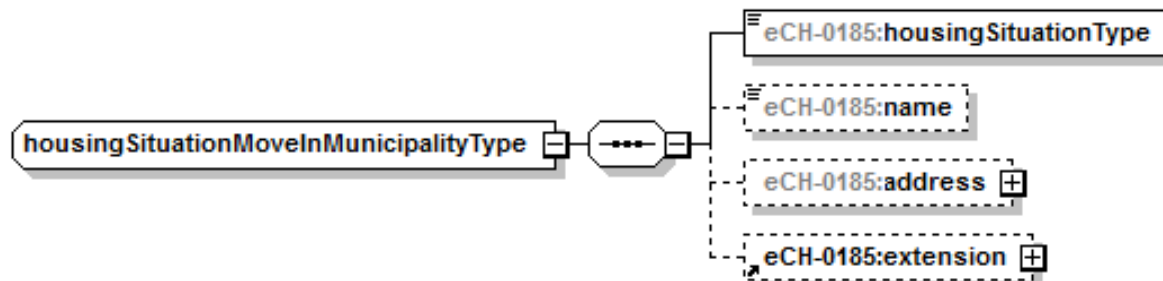 eCH-0185:housingSituationType
eCH-0185:name
housingSituationMoveInMunicipalityType
eCH-0185:address
eCH-0185:extension